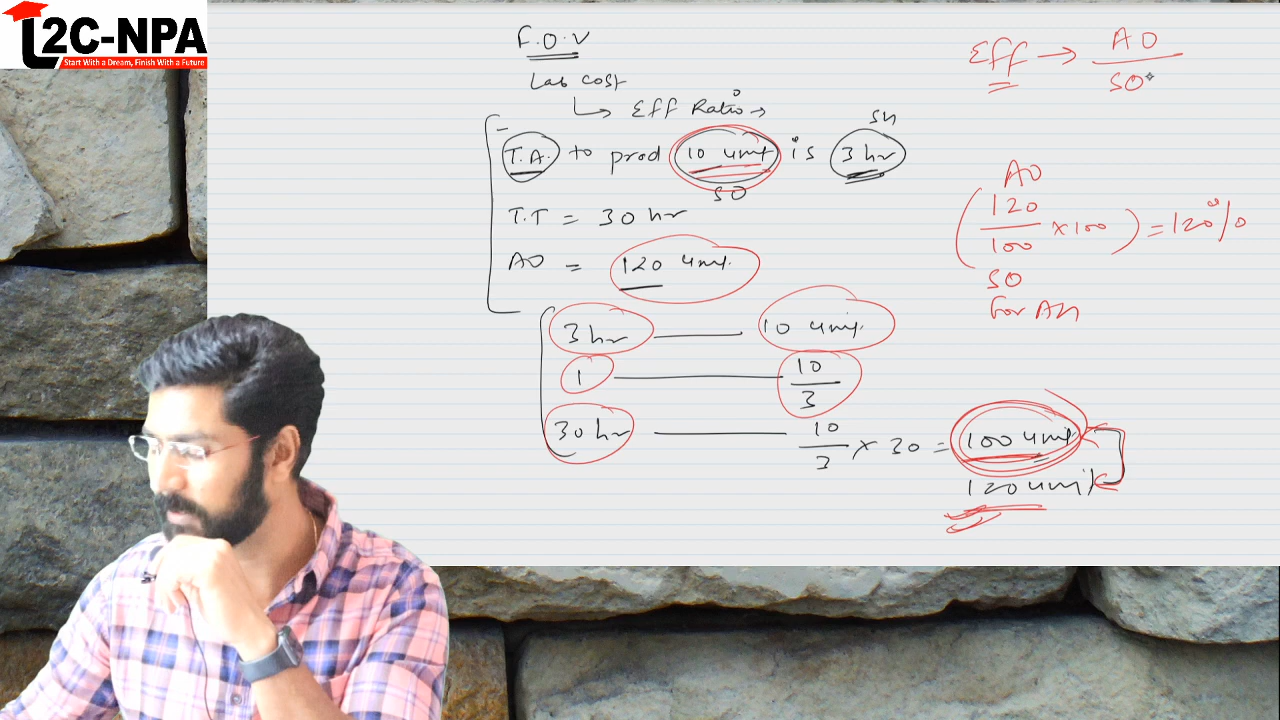 L2C-NPA
Start With a Dream, Finish With a Future
F.O.V
Lab cost
↳ Eff Ratio →
SH
T.A. to prod 10 unit is 3 hr
SO
T.T = 30 hr
AO = 120 unit.
3 hr —— 10 unit.
1 —— 10/3
30 hr —— 10/3 × 30 = 100 unit
120 unit
Eff → AO/SO
AO
(120/100 × 100) = 120%
SO
for AH